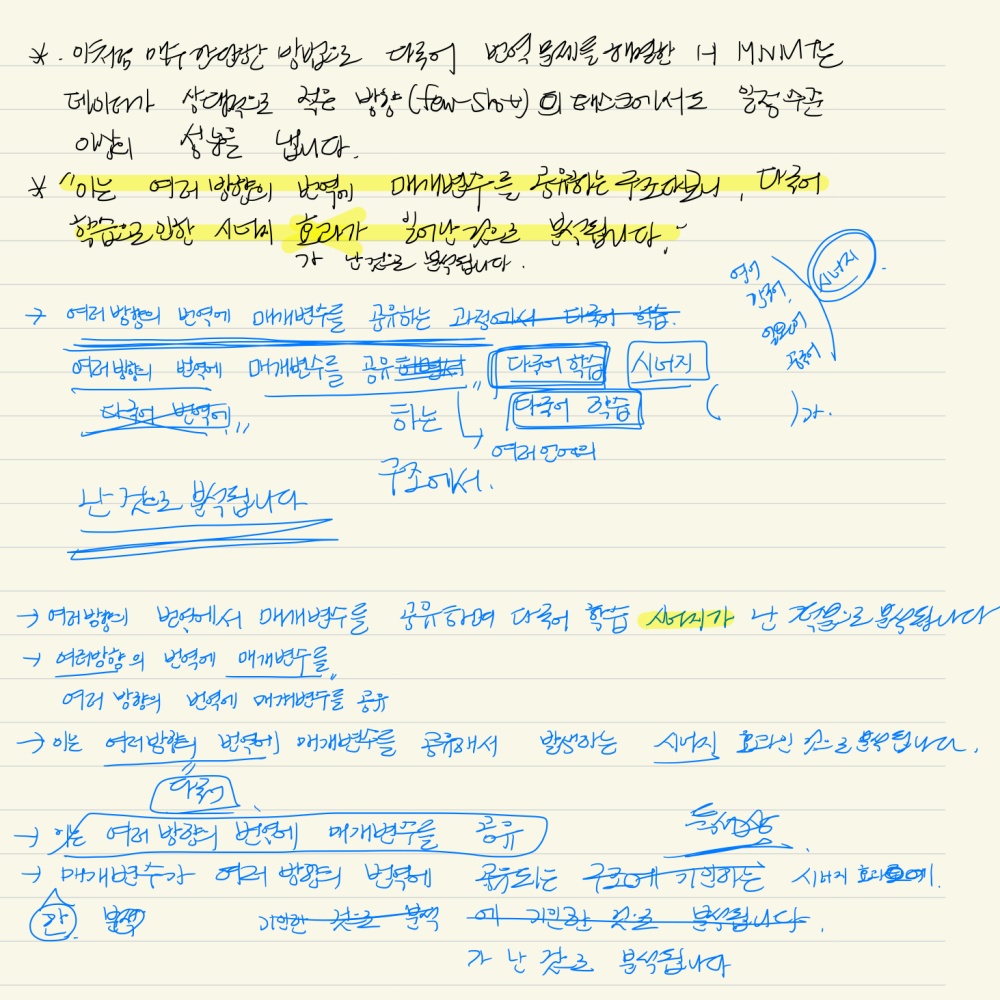 * . 이처럼 매우 간단한 방법으로 다국어 번역 문제를 해결한 H MNMT는
데이터가 상대적으로 적은 방향(few-shot)의 태스크에서도 일정 수준
이상의 성능을 냅니다.
* "이는 여러 방향의 번역에 매개변수를 공유하는 구조다보니, 다국어
학습으로 인한 시너지 효과가 일어난 것으로 분석됩니다."
가 난 것으로 분석됩니다.
영어
일본어
시너지
→ 여러 방향의 번역에 매개변수를 공유하는 과정에서 다국어 학습.
여러 방향의 번역에 매개변수를 공유하면서 " 다국어 학습 시너지
다국어 번역에 " 하는 다국어 학습 ( )가.
↳ 여러 언어의
구조에서.
난 것으로 분석됩니다
→ 여러 방향의 번역에서 매개변수를 공유하며 다국어 학습 시너지가 난 것으로 분석됩니다
→ 여러방향의 번역에 매개변수를 "
여러 방향의 번역에 매개변수를 공유
→ 이는 여러 방향의 번역에 매개변수를 공유해서 발생하는 시너지 효과인 것으로 분석됩니다.
다국어
→ 이는 여러 방향의 번역에 매개변수를 공유
→ 매개변수가 여러 방향의 번역에 공유되는 구조에 기인하는 시너지 효과
간 분석 기인한 것으로 분석 에 기인한 것으로 분석됩니다.
가 난 것으로 분석됩니다